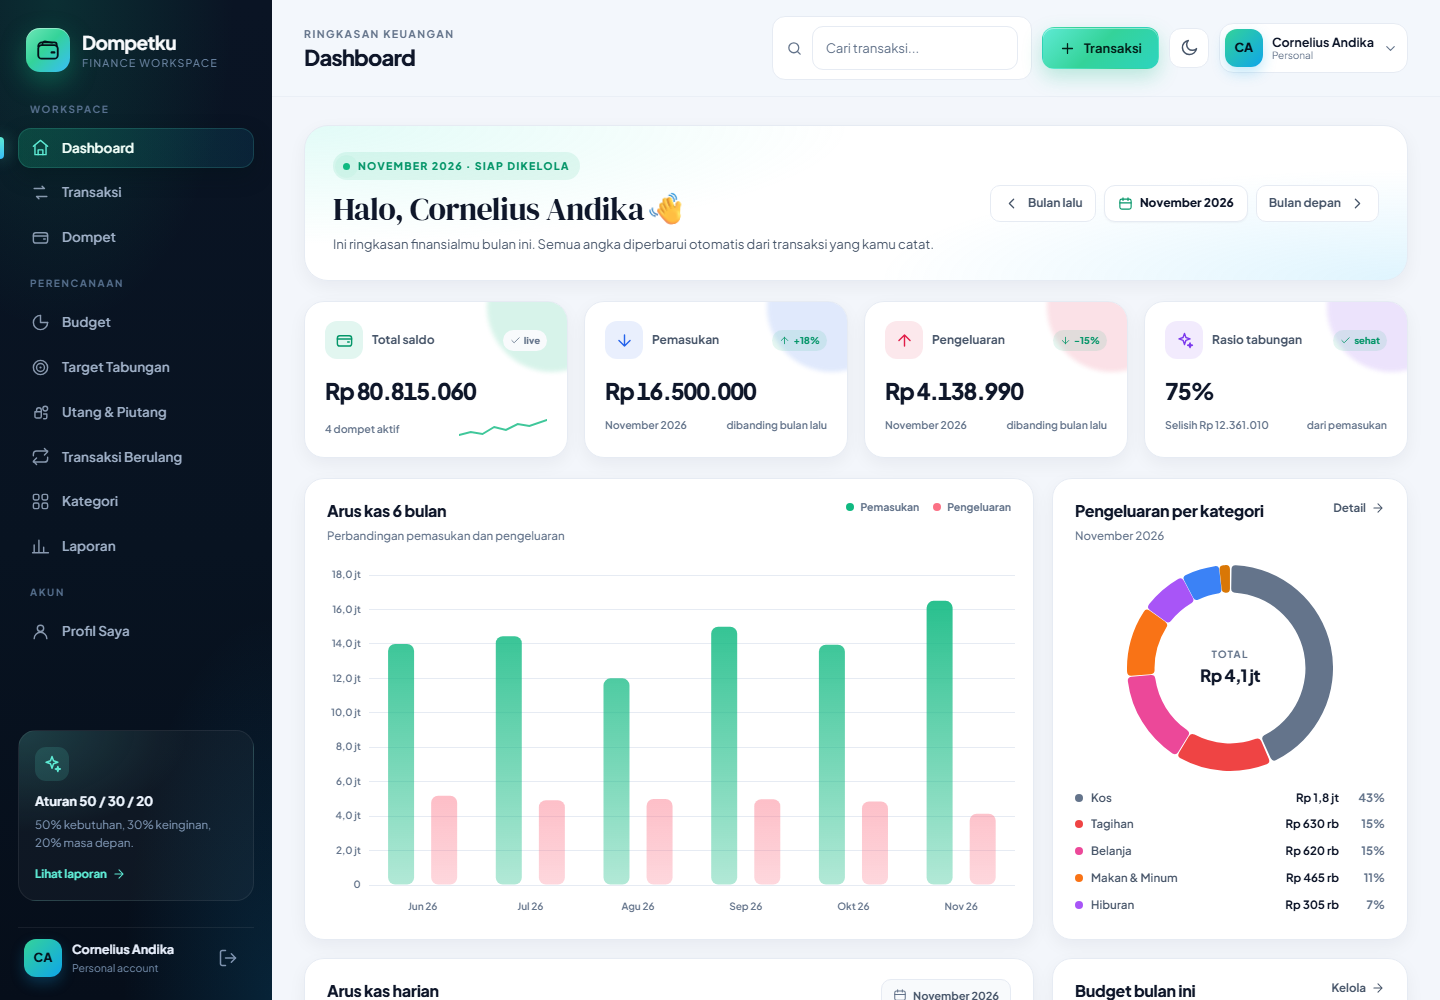 Dompetku
FINANCE WORKSPACE
WORKSPACE
Dashboard
Transaksi
Dompet
PERENCANAAN
Budget
Target Tabungan
Utang & Piutang
Transaksi Berulang
Kategori
Laporan
AKUN
Profil Saya
Aturan 50 / 30 / 20
50% kebutuhan, 30% keinginan,
20% masa depan.
Lihat laporan
CA
Cornelius Andika
Personal account
RINGKASAN KEUANGAN
Dashboard
Cari transaksi...
Transaksi
CA
Cornelius Andika
Personal
NOVEMBER 2026 · SIAP DIKELOLA
Halo, Cornelius Andika 👋
Ini ringkasan finansialmu bulan ini. Semua angka diperbarui otomatis dari transaksi yang kamu catat.
Bulan lalu
November 2026
Bulan depan
Total saldo
live
Rp 80.815.060
4 dompet aktif
Pemasukan
+18%
Rp 16.500.000
November 2026
dibanding bulan lalu
Pengeluaran
-15%
Rp 4.138.990
November 2026
dibanding bulan lalu
Rasio tabungan
sehat
75%
Selisih Rp 12.361.010
dari pemasukan
Arus kas 6 bulan
Perbandingan pemasukan dan pengeluaran
Pemasukan
Pengeluaran
18,0 jt
16,0 jt
14,0 jt
12,0 jt
10,0 jt
8,0 jt
6,0 jt
4,0 jt
2,0 jt
0
Jun 26
Jul 26
Agu 26
Sep 26
Okt 26
Nov 26
Pengeluaran per kategori
November 2026
Detail
TOTAL
Rp 4,1 jt
Kos Rp 1,8 jt 43%
Tagihan Rp 630 rb 15%
Belanja Rp 620 rb 15%
Makan & Minum Rp 465 rb 11%
Hiburan Rp 305 rb 7%
Arus kas harian
November 2026
Budget bulan ini
Kelola